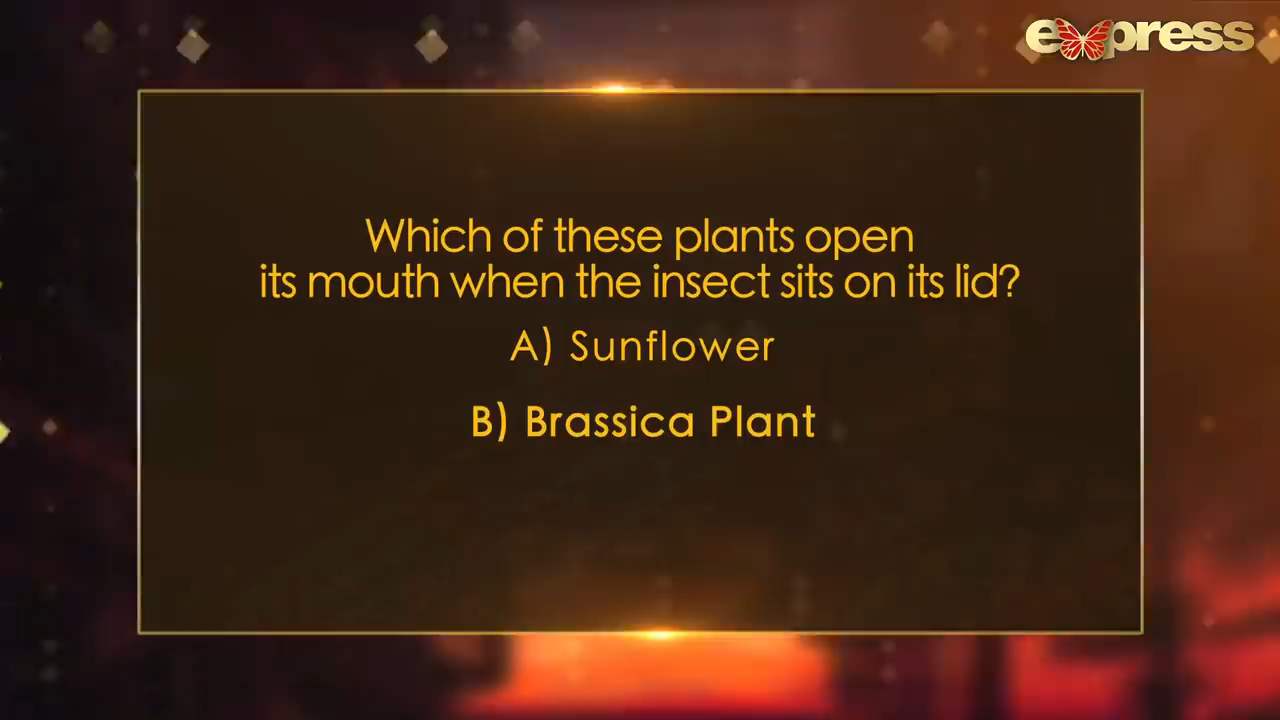 express
Which of these plants open
its mouth when the insect sits on its lid?
A) Sunflower
B) Brassica Plant